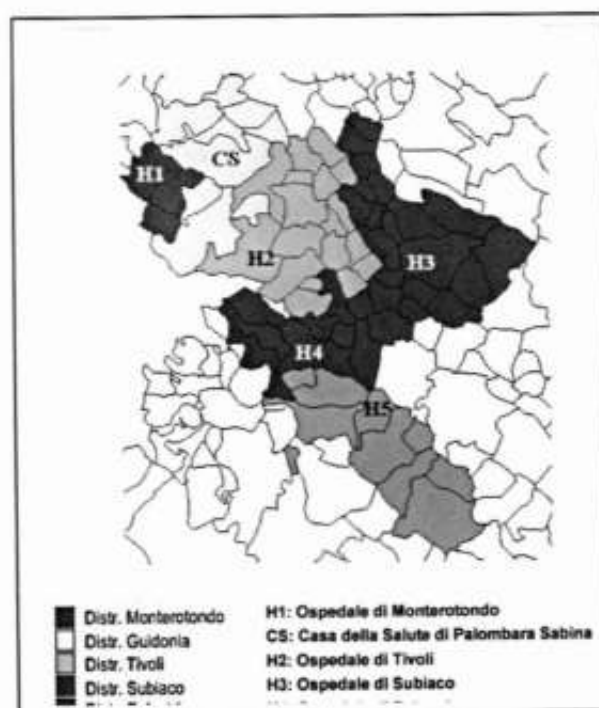 CS
H1
H2
H3
H4
H5
Distr. Monterotondo
Distr. Guidonia
Distr. Tivoli
Distr. Subiaco
H1: Ospedale di Monterotondo
CS: Casa della Salute di Palombara Sabina
H2: Ospedale di Tivoli
H3: Ospedale di Subiaco